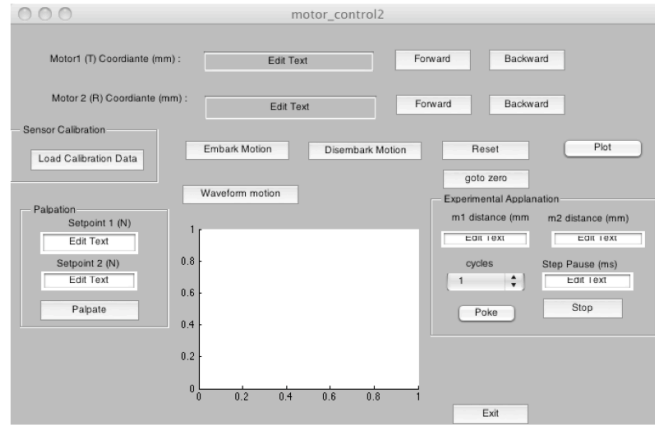 motor_control2
Motor1 (T) Coordiante (mm) :
Edit Text
Forward
Backward
Motor 2 (R) Coordiante (mm) :
Edit Text
Forward
Backward
Sensor Calibration
Load Calibration Data
Embark Motion
Disembark Motion
Reset
Plot
goto zero
Waveform motion
Palpation
Setpoint 1 (N)
Edit Text
Setpoint 2 (N)
Edit Text
Palpate
1
0.8
0.6
0.4
0.2
0
0 0.2 0.4 0.6 0.8 1
Experimental Applanation
m1 distance (mm
m2 distance (mm)
Edit Text
Edit Text
cycles
Step Pause (ms)
1
Edit Text
Poke
Stop
Exit